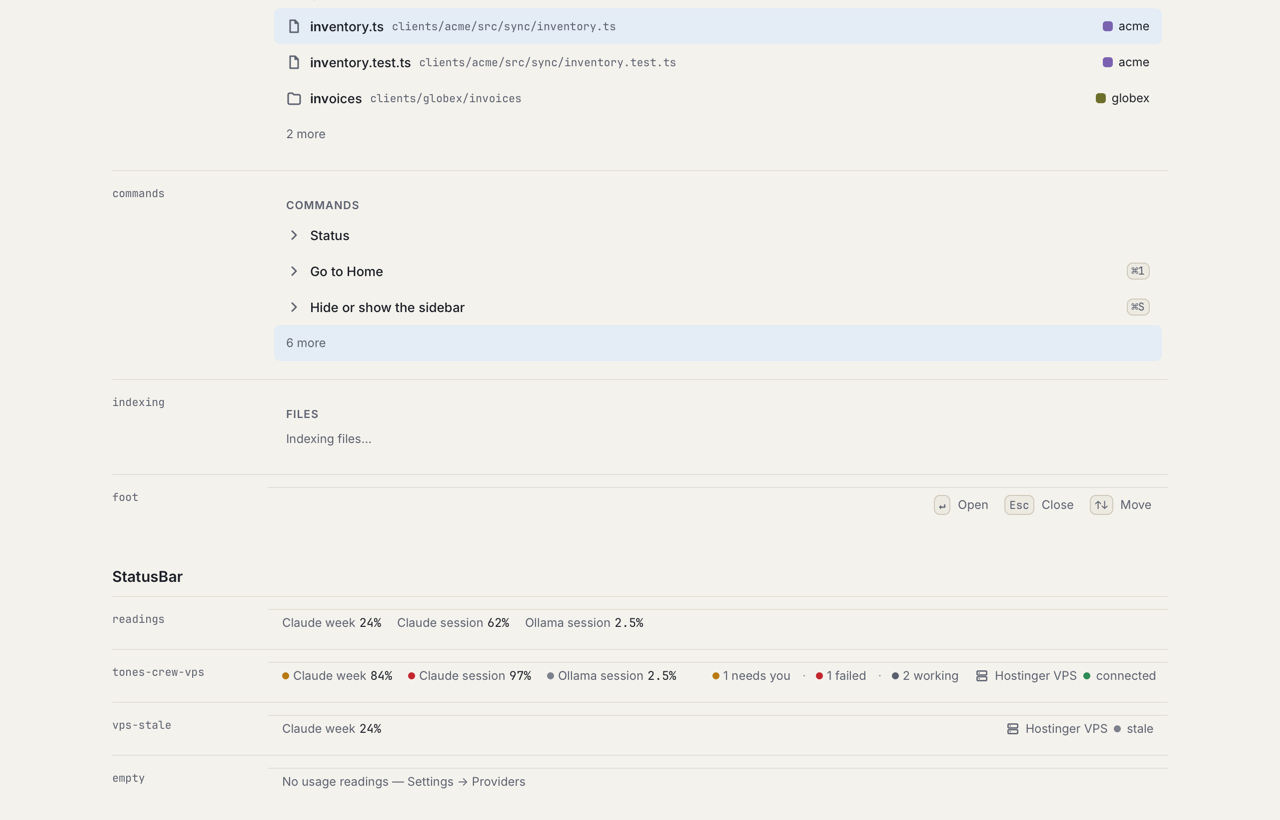 inventory.ts clients/acme/src/sync/inventory.ts acme
inventory.test.ts clients/acme/src/sync/inventory.test.ts acme
invoices clients/globex/invoices globex
2 more
commands
COMMANDS
Status
Go to Home ⌘1
Hide or show the sidebar ⌘S
6 more
indexing
FILES
Indexing files…
foot
↵ Open Esc Close ↑↓ Move
StatusBar
readings
Claude week 24% Claude session 62% Ollama session 2.5%
tones-crew-vps
Claude week 84% Claude session 97% Ollama session 2.5% 1 needs you · 1 failed · 2 working Hostinger VPS connected
vps-stale
Claude week 24% Hostinger VPS stale
empty
No usage readings — Settings → Providers